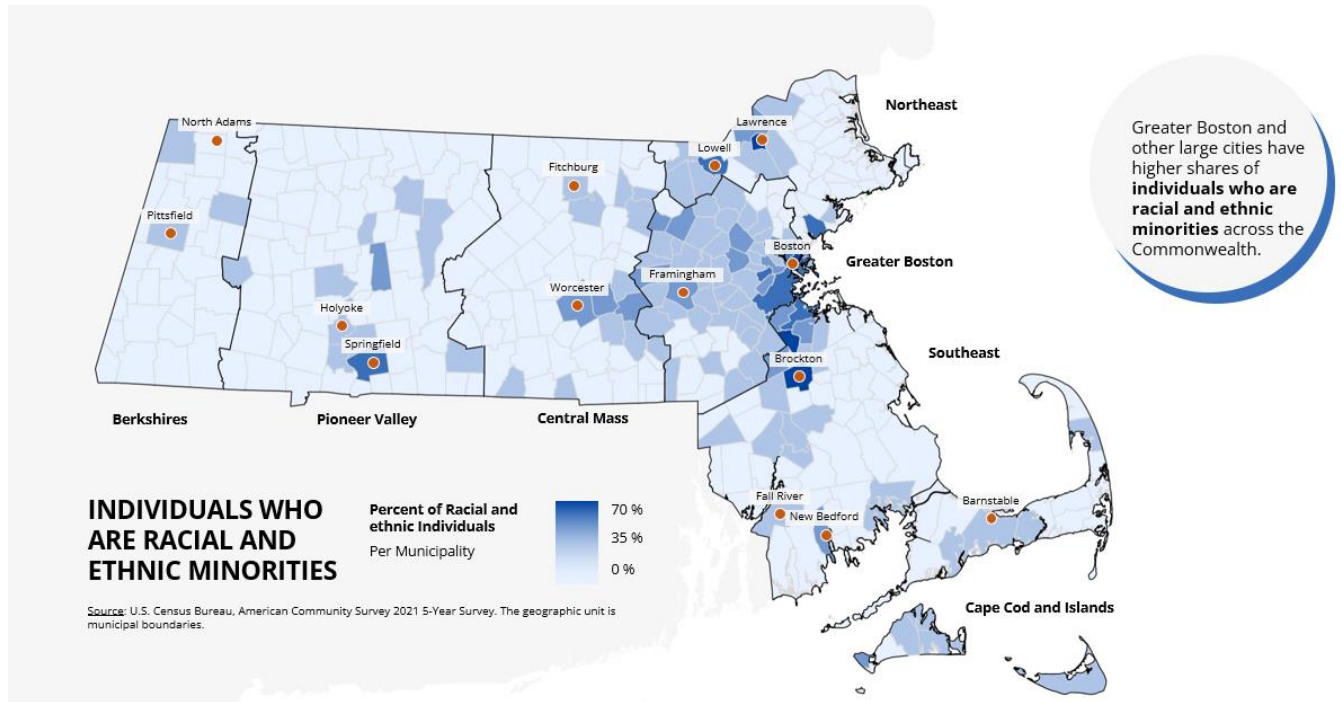 Northeast
Greater Boston and
other large cities have
higher shares of
individuals who are
racial and ethnic
minorities across the
Commonwealth.
North Adams
Lawrence
Lowell
Fitchburg
Pittsfield
Boston
Greater Boston
Framingham
Worcester
Holyoke
Springfield
Southeast
Brockton
Berkshires
Pioneer Valley
Central Mass
INDIVIDUALS WHO
ARE RACIAL AND
ETHNIC MINORITIES
Percent of Racial and
ethnic Individuals
Per Municipality
70 %
35 %
0 %
Fall River
New Bedford
Barnstable
Cape Cod and Islands
Source: U.S. Census Bureau, American Community Survey 2021 5-Year Survey. The geographic unit is
municipal boundaries.